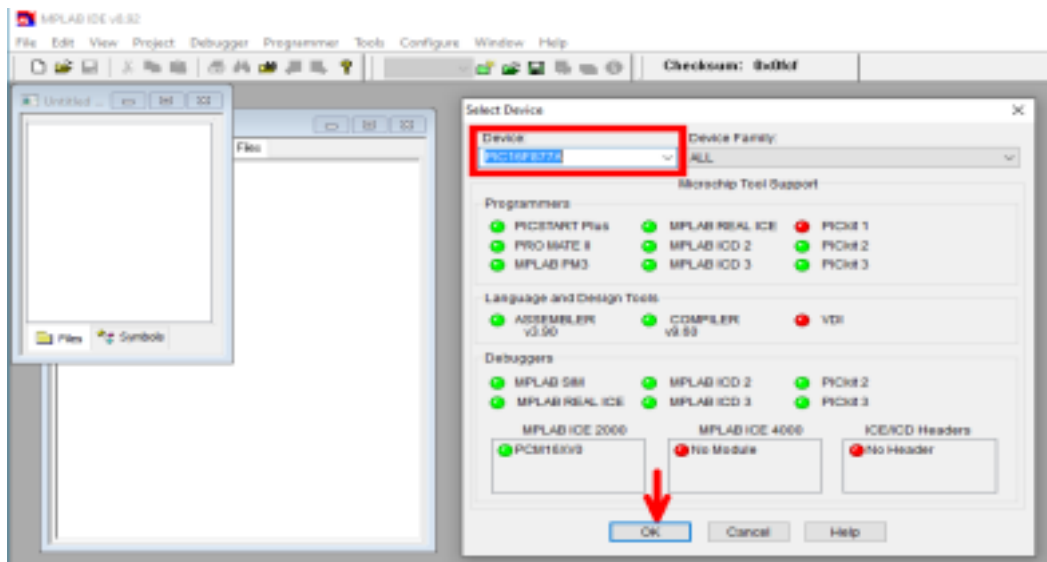 MPLAB IDE v8.92
File Edit View Project Debugger Programmer Tools Configure Window Help
Checksum: 0x0fcf
Untitled ...
Files
Files Symbols
Select Device
Device: Device Family:
PIC16F877A ALL
Microchip Tool Support
Programmers
PICSTART Plus MPLAB REAL ICE PICkit 1
PRO MATE II MPLAB ICD 2 PICkit 2
MPLAB PM3 MPLAB ICD 3 PICkit 3
Language and Design Tools
ASSEMBLER COMPILER VDI
Debuggers
MPLAB SIM MPLAB ICD 2 PICkit 2
MPLAB REAL ICE MPLAB ICD 3 PICkit 3
MPLAB ICE 2000 MPLAB ICE 4000 ICE/ICD Headers
PCM16XV0 No Module No Header
OK Cancel Help